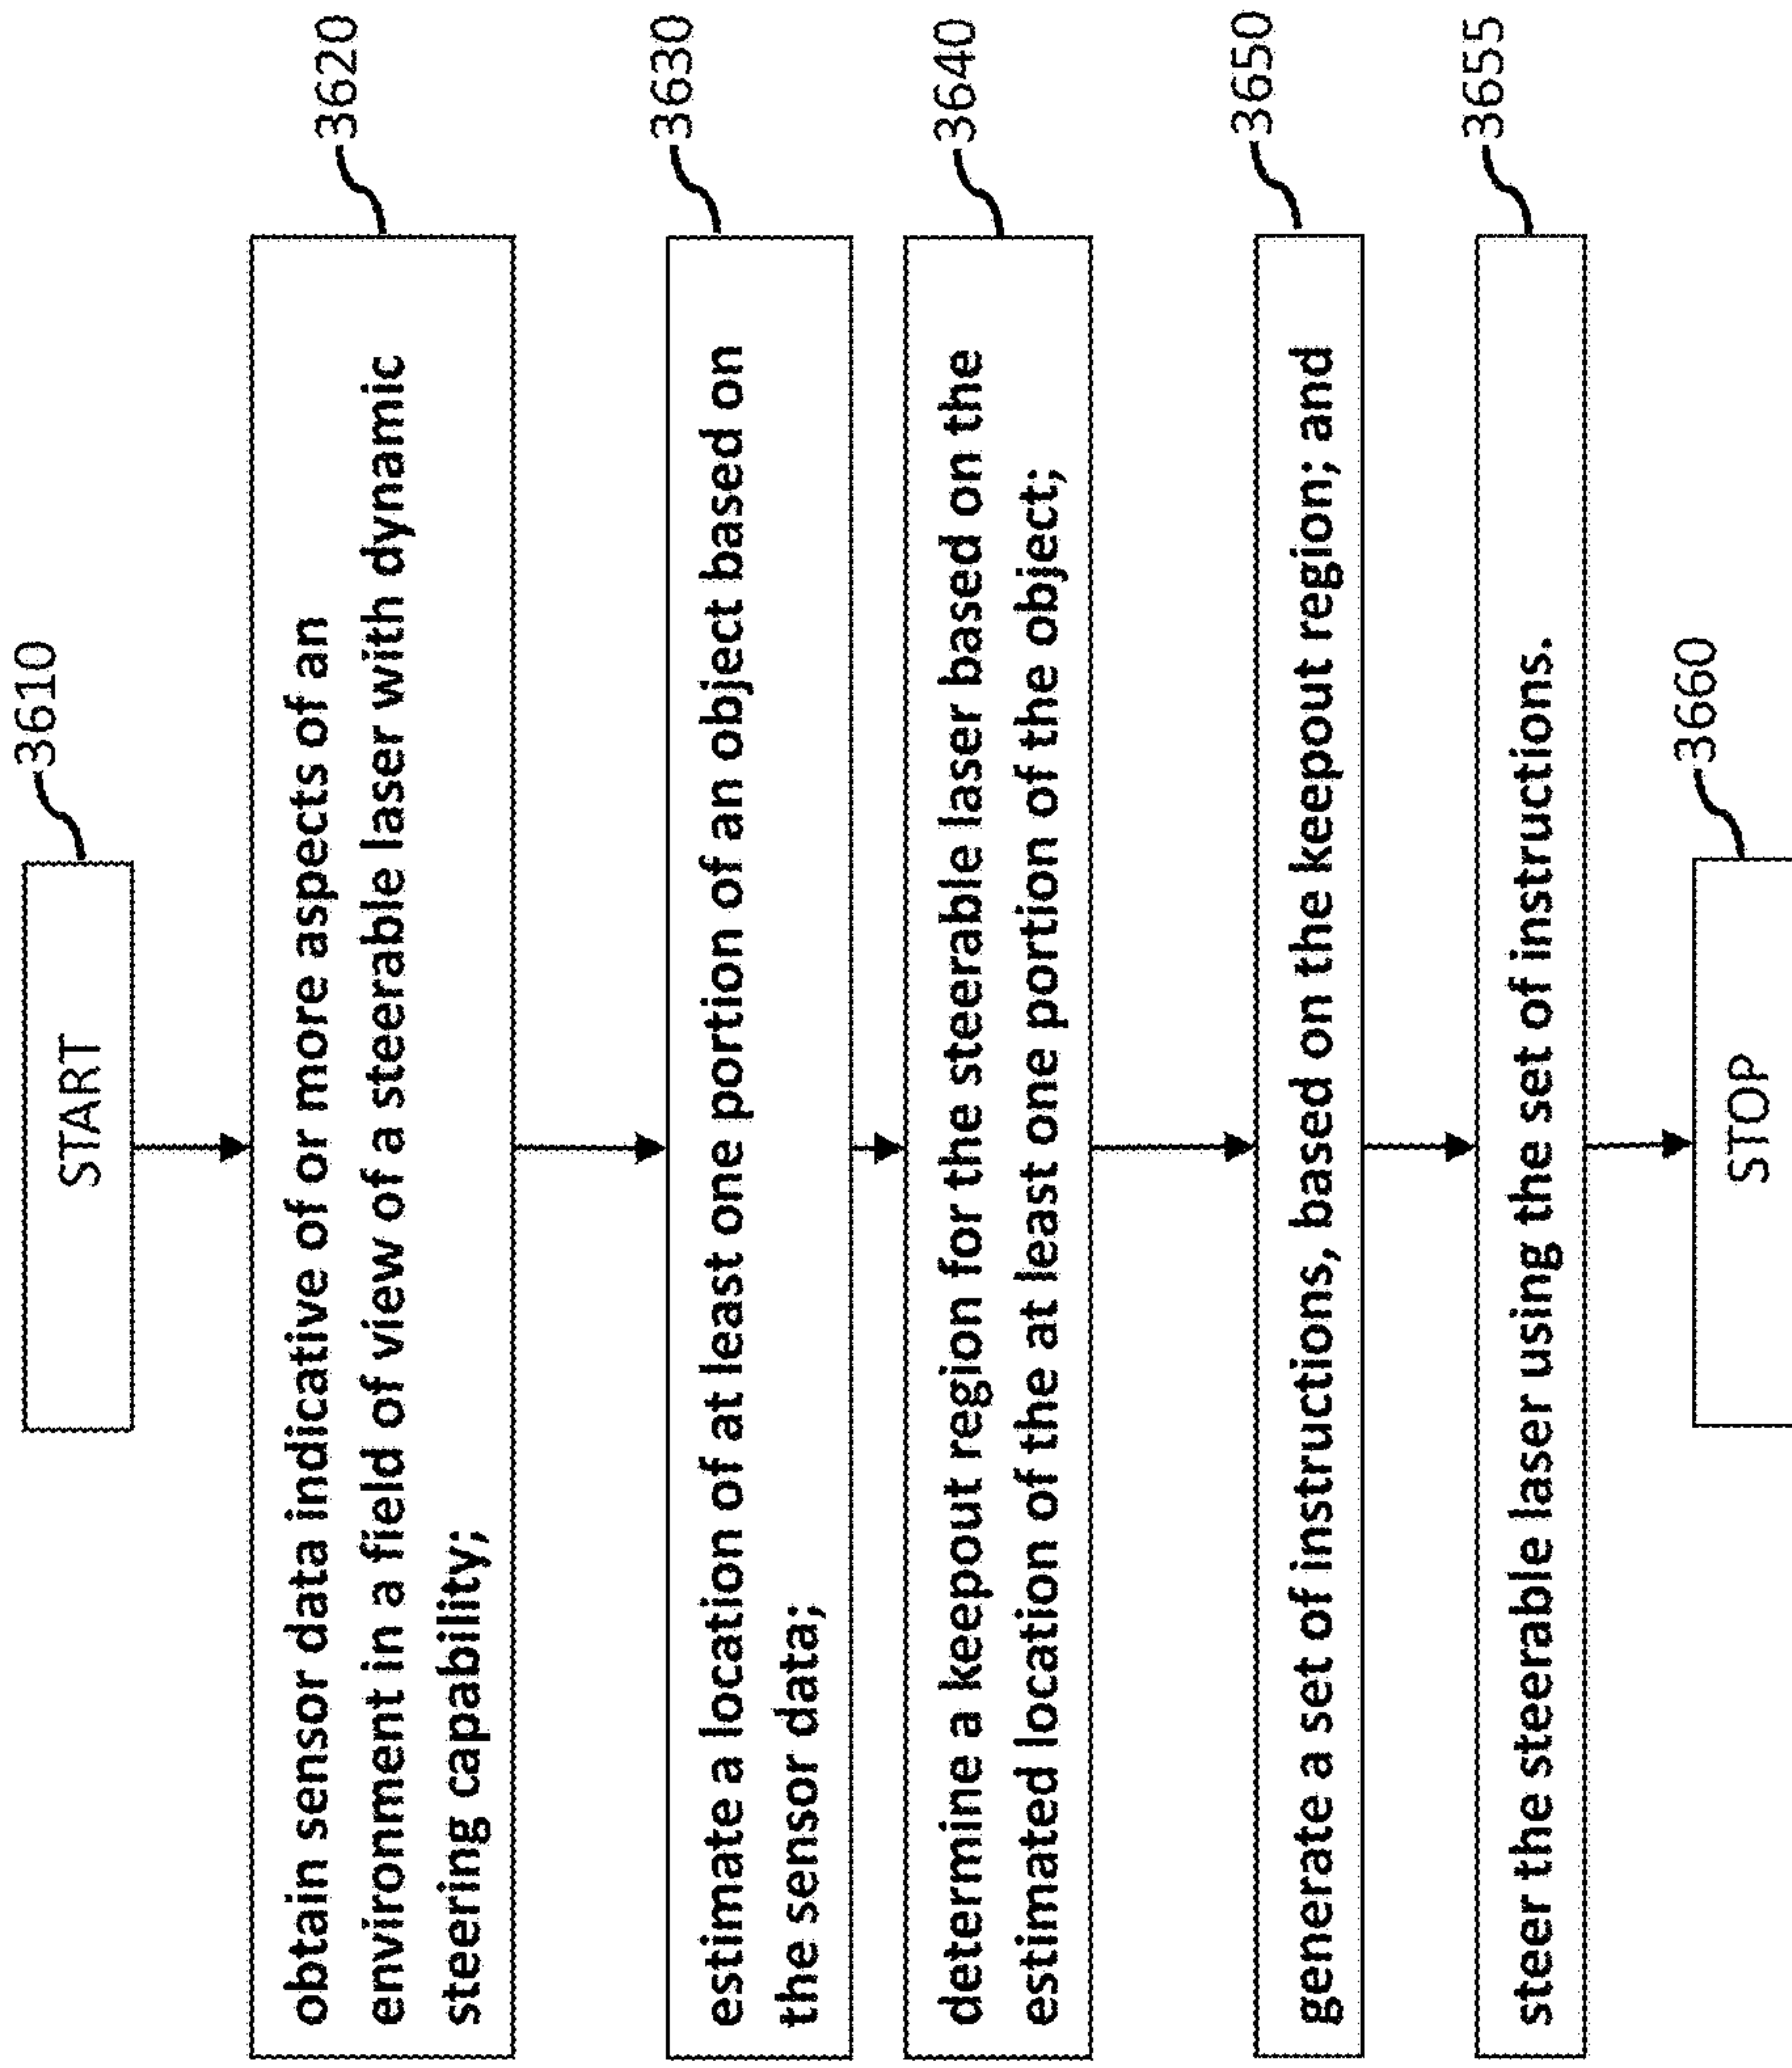 START
3610
obtain sensor data indicative of or more aspects of an
environment in a field of view of a steerable laser with dynamic
steering capability;
3620
estimate a location of at least one portion of an object based on
the sensor data;
3630
determine a keepout region for the steerable laser based on the
estimated location of the at least one portion of the object;
3640
generate a set of instructions, based on the keepout region; and
3650
steer the steerable laser using the set of instructions.
3655
STOP
3660